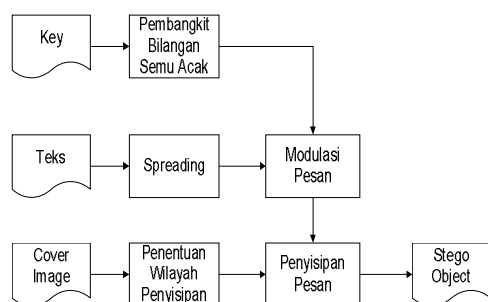 Key
Pembangkit
Bilangan
Semu Acak
Teks
Spreading
Modulasi
Pesan
Cover
Image
Penentuan
Wilayah
Penyisipan
Penyisipan
Pesan
Stego
Object